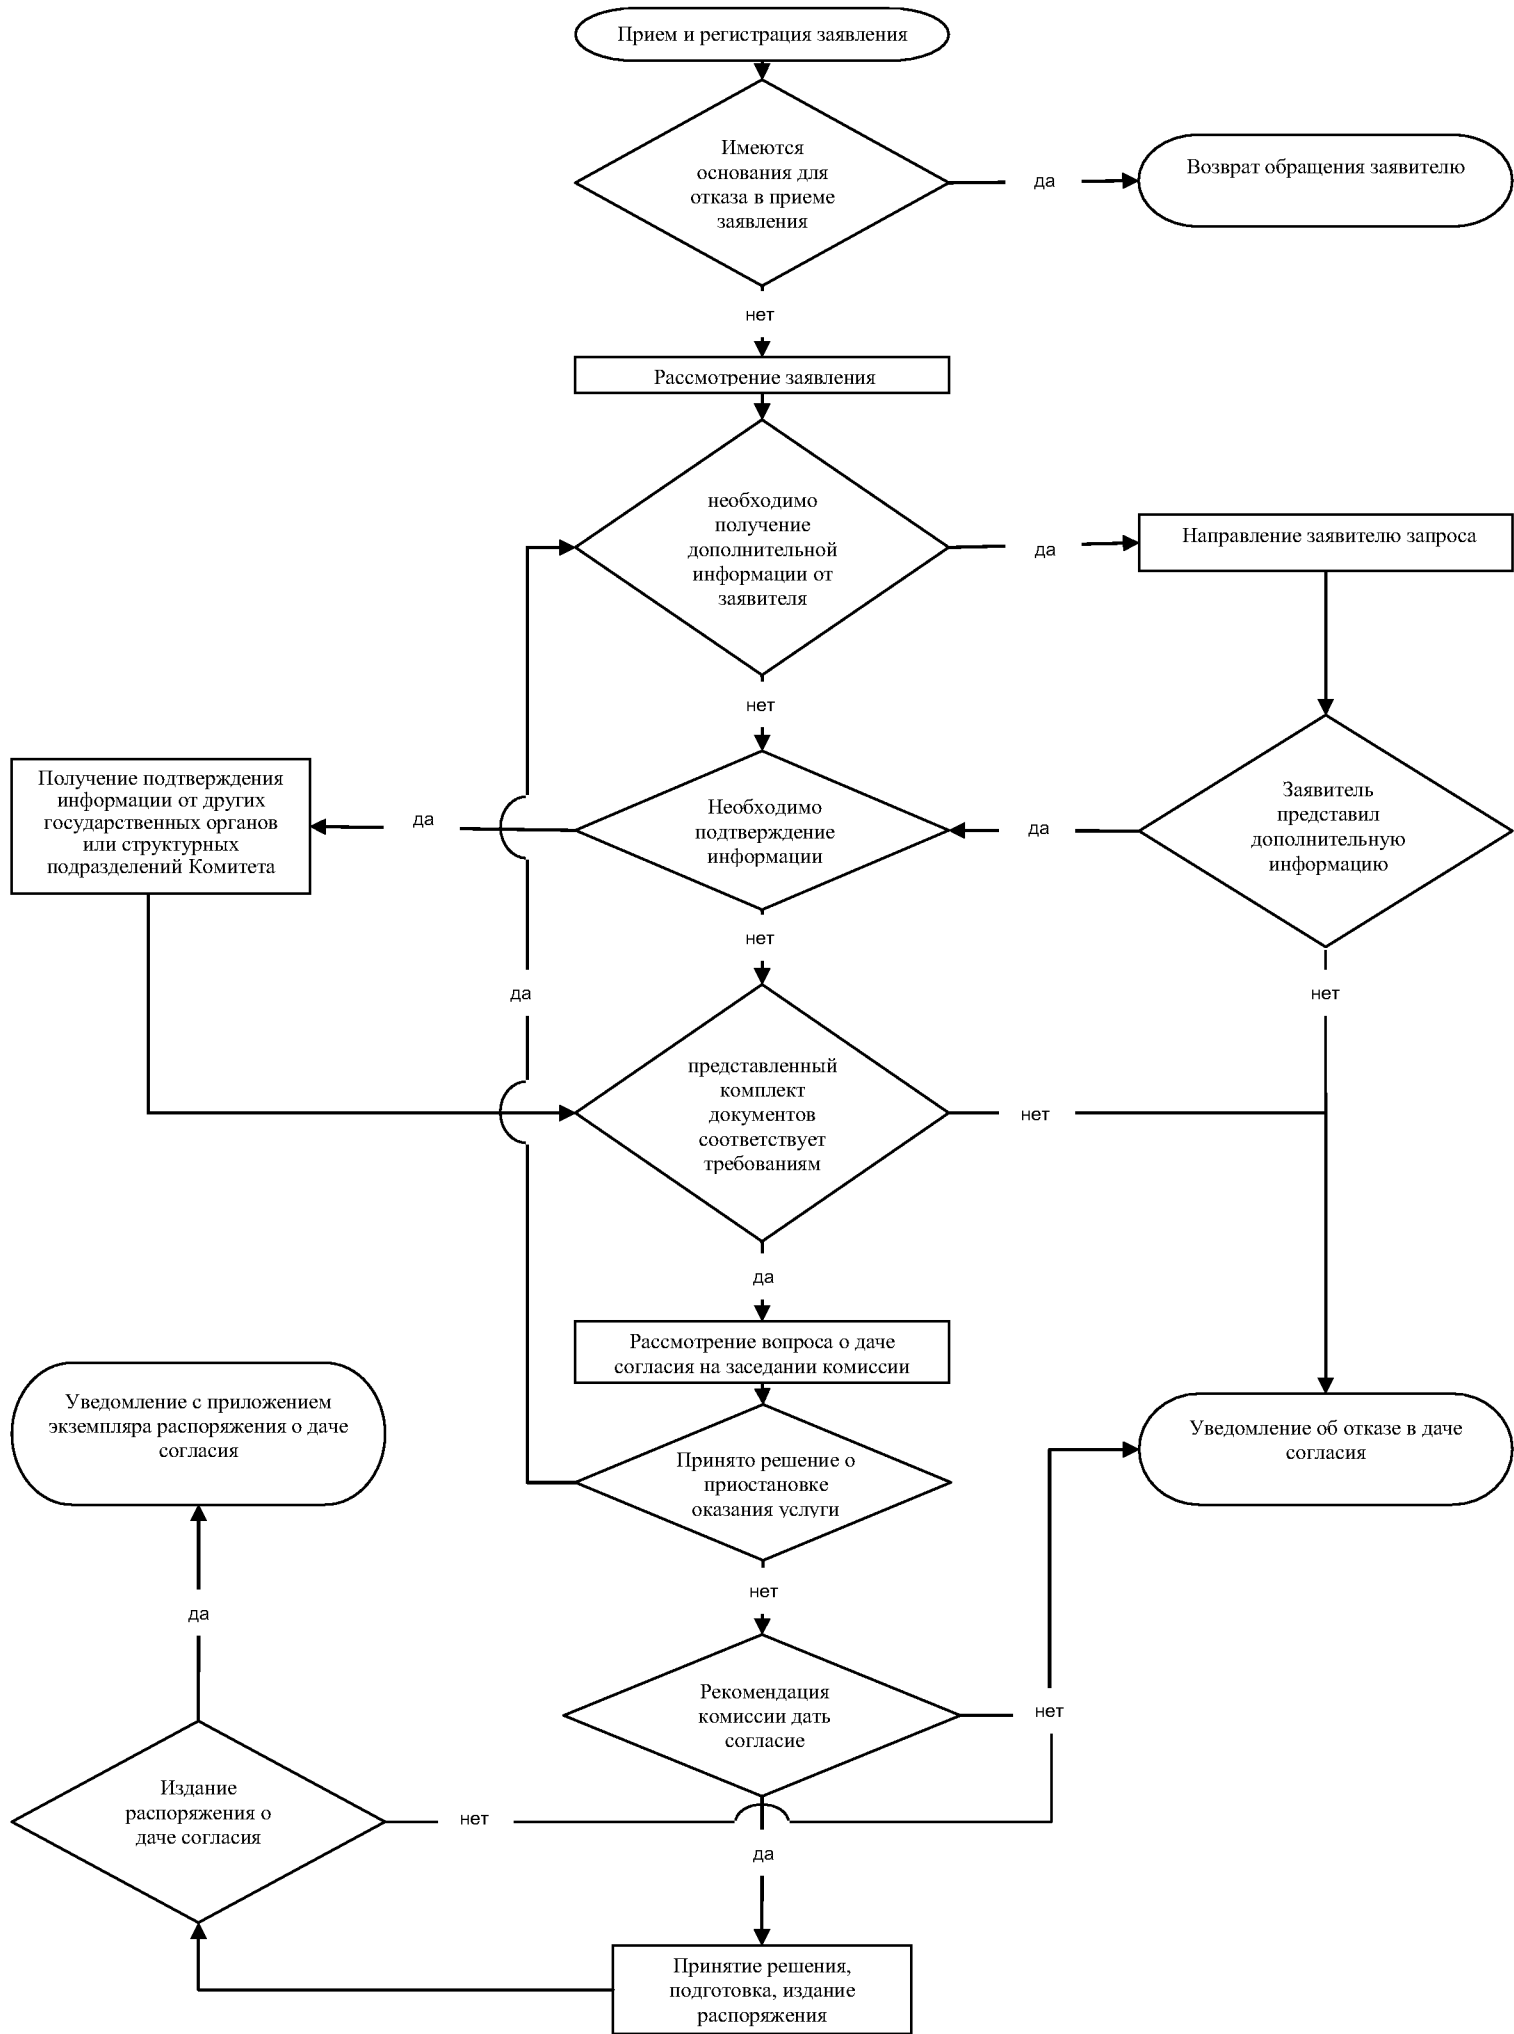 Прием и регистрация заявления
Имеются
основания для
отказа в приеме
заявления
да
Возврат обращения заявителю
нет
Рассмотрение заявления
необходимо
получение
дополнительной
информации от
заявителя
да
Направление заявителю запроса
нет
Получение подтверждения
информации от других
государственных органов
или структурных
подразделений Комитета
да
Необходимо
подтверждение
информации
да
Заявитель
представил
дополнительную
информацию
нет
да
нет
представленный
комплект
документов
соответствует
требованиям
нет
да
Рассмотрение вопроса о даче
согласия на заседании комиссии
Уведомление с приложением
экземпляра распоряжения о даче
согласия
Принято решение о
приостановке
оказания услуги
Уведомление об отказе в даче
согласия
нет
да
Рекомендация
комиссии дать
согласие
нет
Издание
распоряжения о
даче согласия
нет
да
Принятие решения,
подготовка, издание
распоряжения